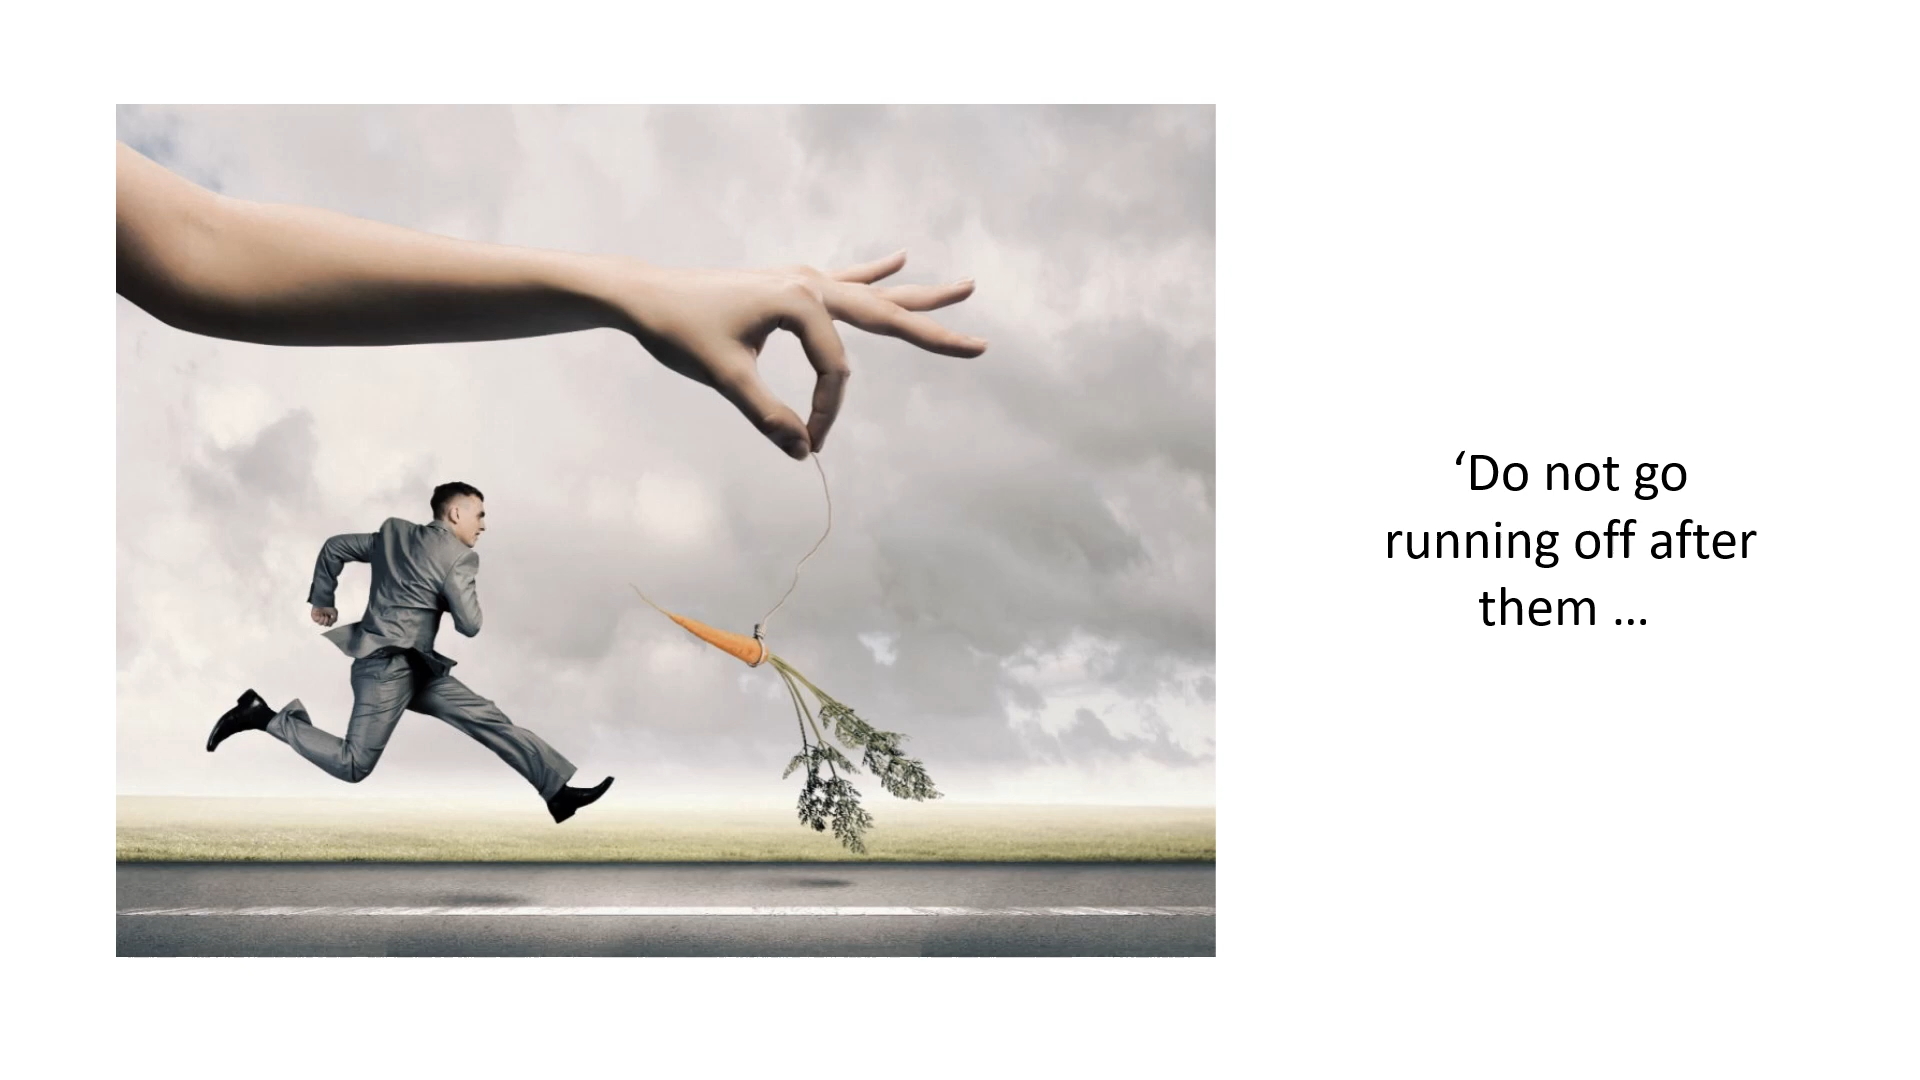 ‘Do not go
running off after
them ...